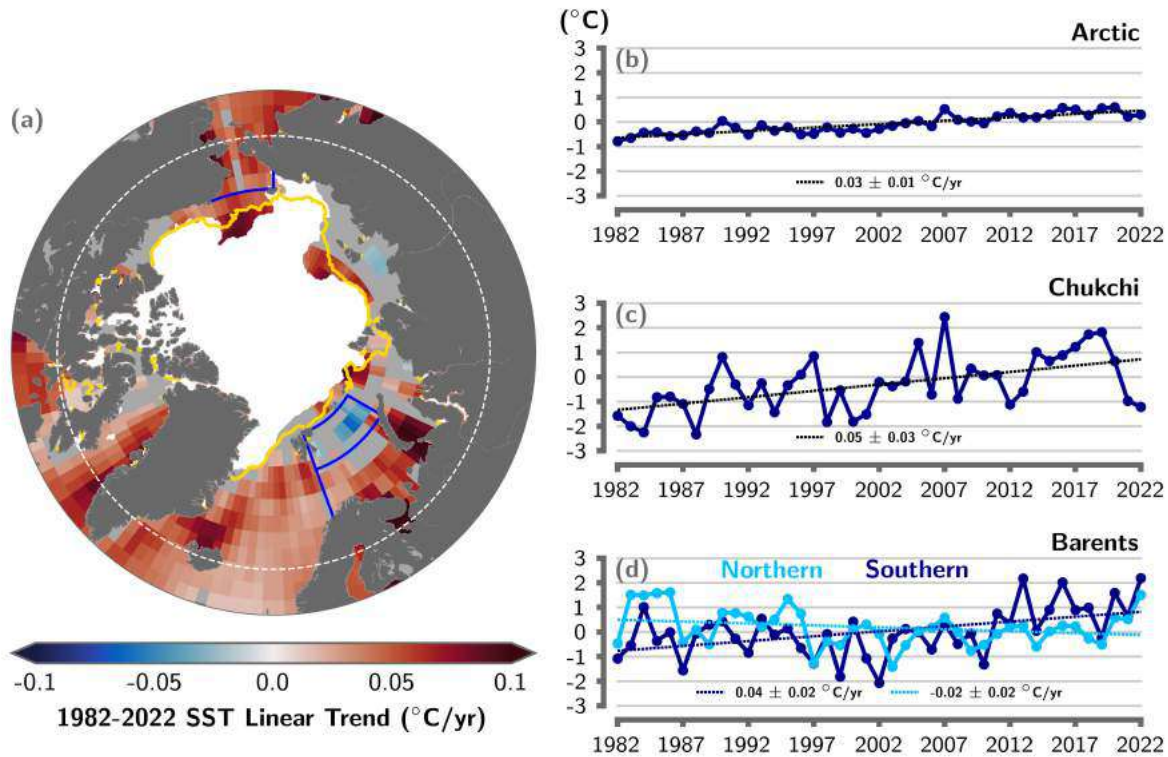 (a)
-0.1 -0.05 0.0 0.05 0.1
1982-2022 SST Linear Trend (°C/yr)
(°C)
Arctic
(b)
3
2
1
0
-1
-2
-3
0.03 ± 0.01 °C/yr
1982 1987 1992 1997 2002 2007 2012 2017 2022
Chukchi
(c)
3
2
1
0
-1
-2
-3
0.05 ± 0.03 °C/yr
1982 1987 1992 1997 2002 2007 2012 2017 2022
Barents
(d) Northern Southern
3
2
1
0
-1
-2
-3
0.04 ± 0.02 °C/yr -0.02 ± 0.02 °C/yr
1982 1987 1992 1997 2002 2007 2012 2017 2022